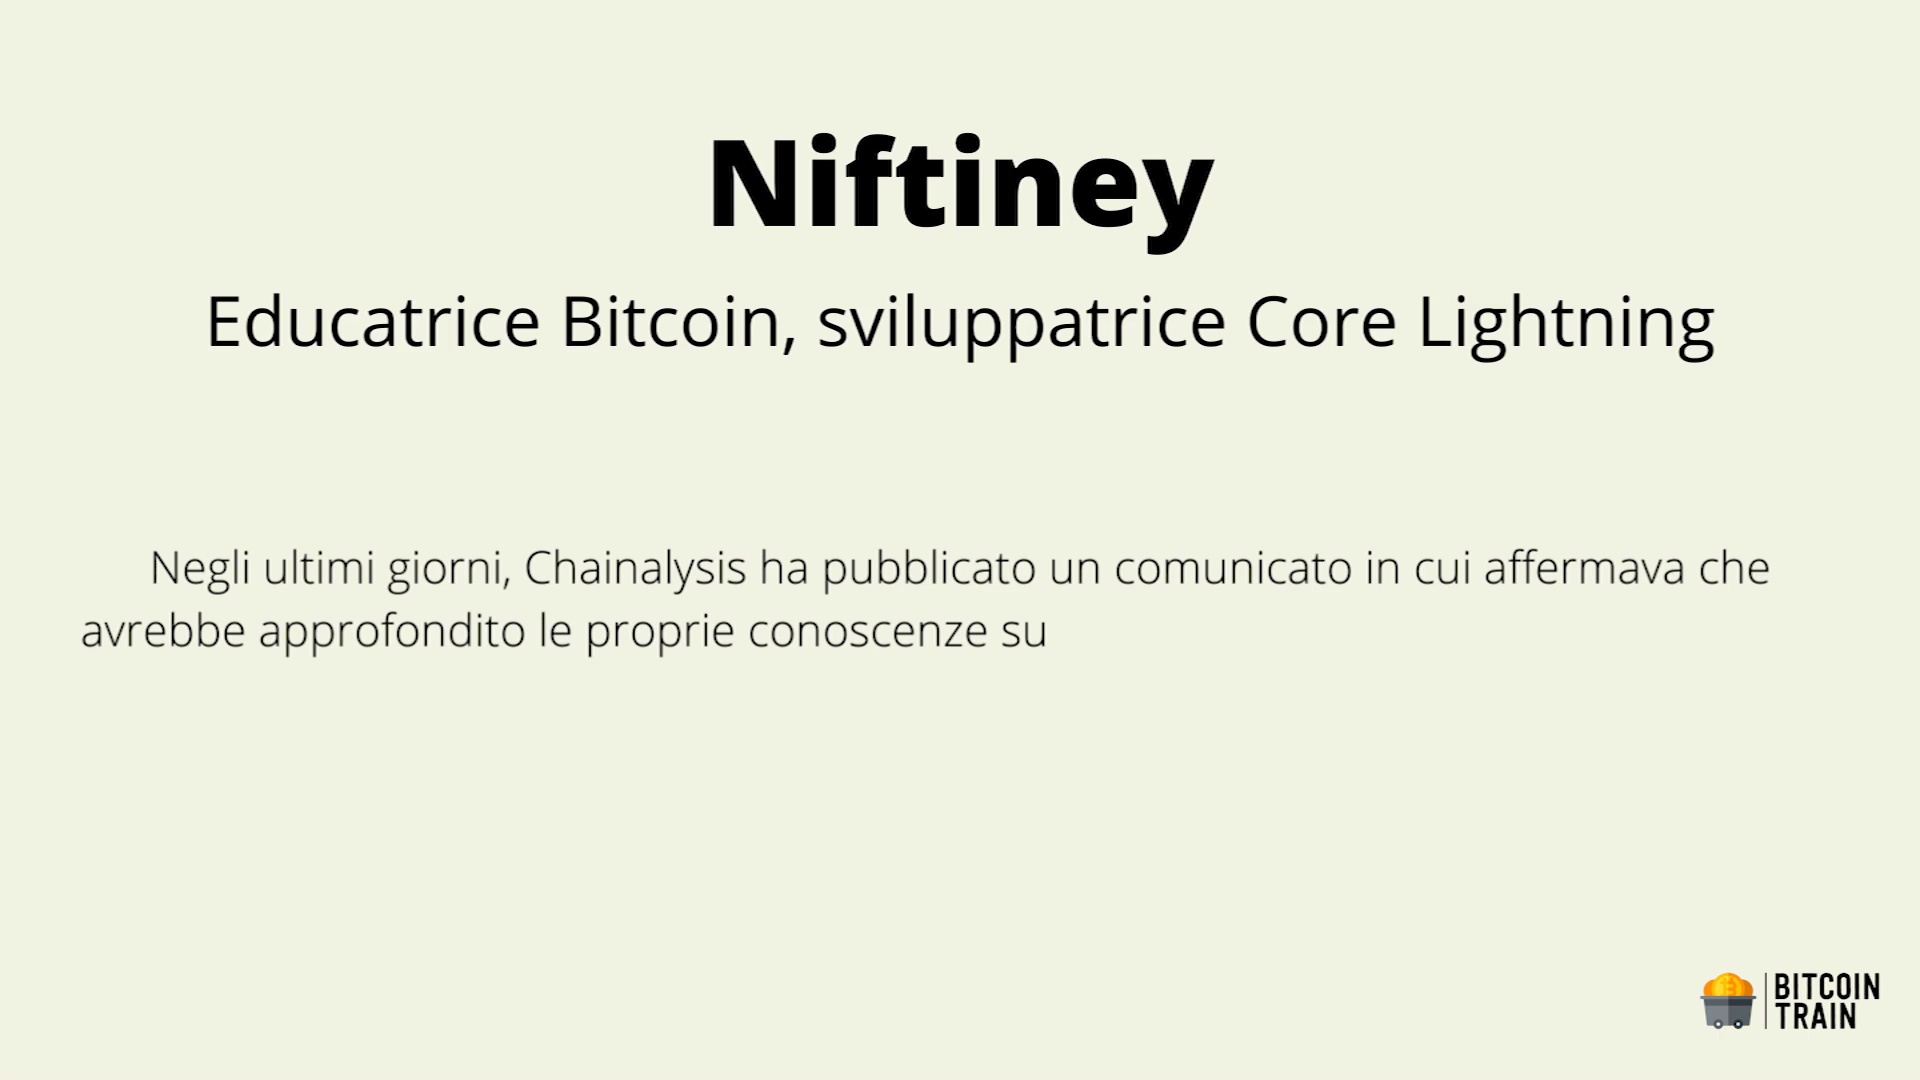 Niftiney
Educatrice Bitcoin, sviluppatrice Core Lightning
Negli ultimi giorni, Chainalysis ha pubblicato un comunicato in cui affermava che
avrebbe approfondito le proprie conoscenze su
BITCOIN
TRAIN